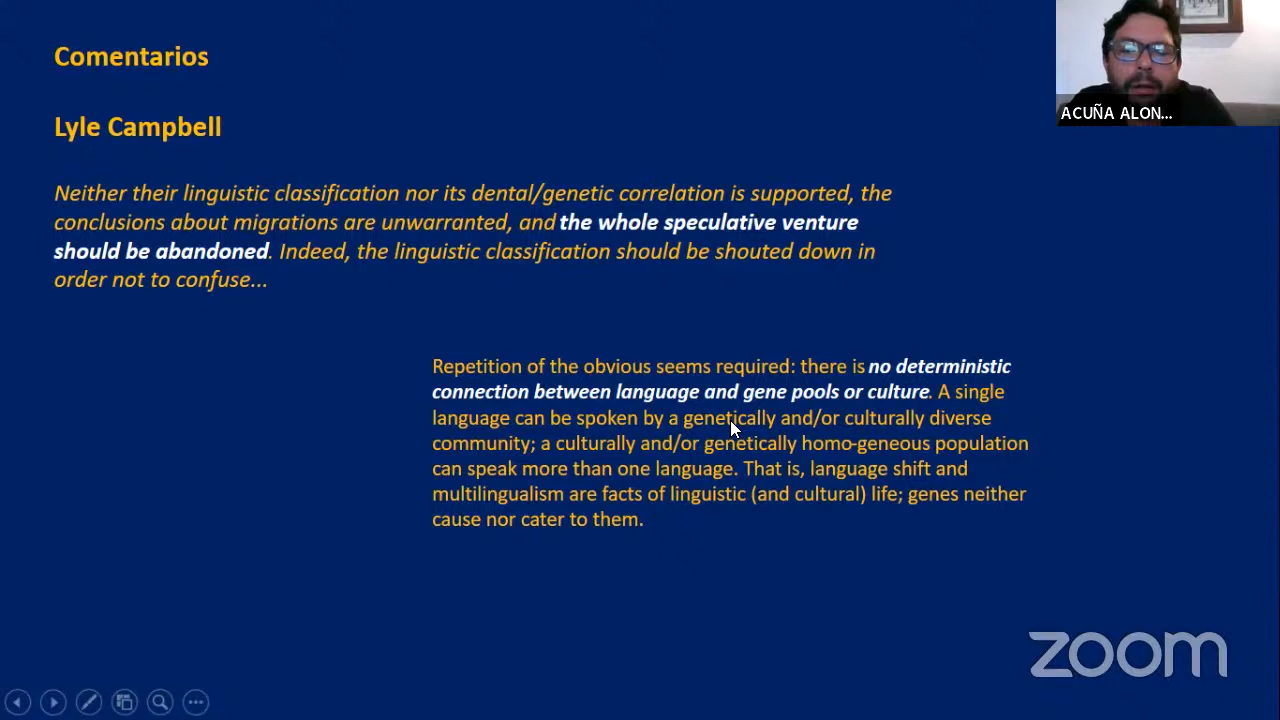 Comentarios
Lyle Campbell
Neither their linguistic classification nor its dental/genetic correlation is supported, the
conclusions about migrations are unwarranted, and the whole speculative venture
should be abandoned. Indeed, the linguistic classification should be shouted down in
order not to confuse...
Repetition of the obvious seems required: there is no deterministic
connection between language and gene pools or culture. A single
language can be spoken by a genetically and/or culturally diverse
community; a culturally and/or genetically homo-geneous population
can speak more than one language. That is, language shift and
multilingualism are facts of linguistic (and cultural) life; genes neither
cause nor cater to them.
ACUÑA ALON...
zoom